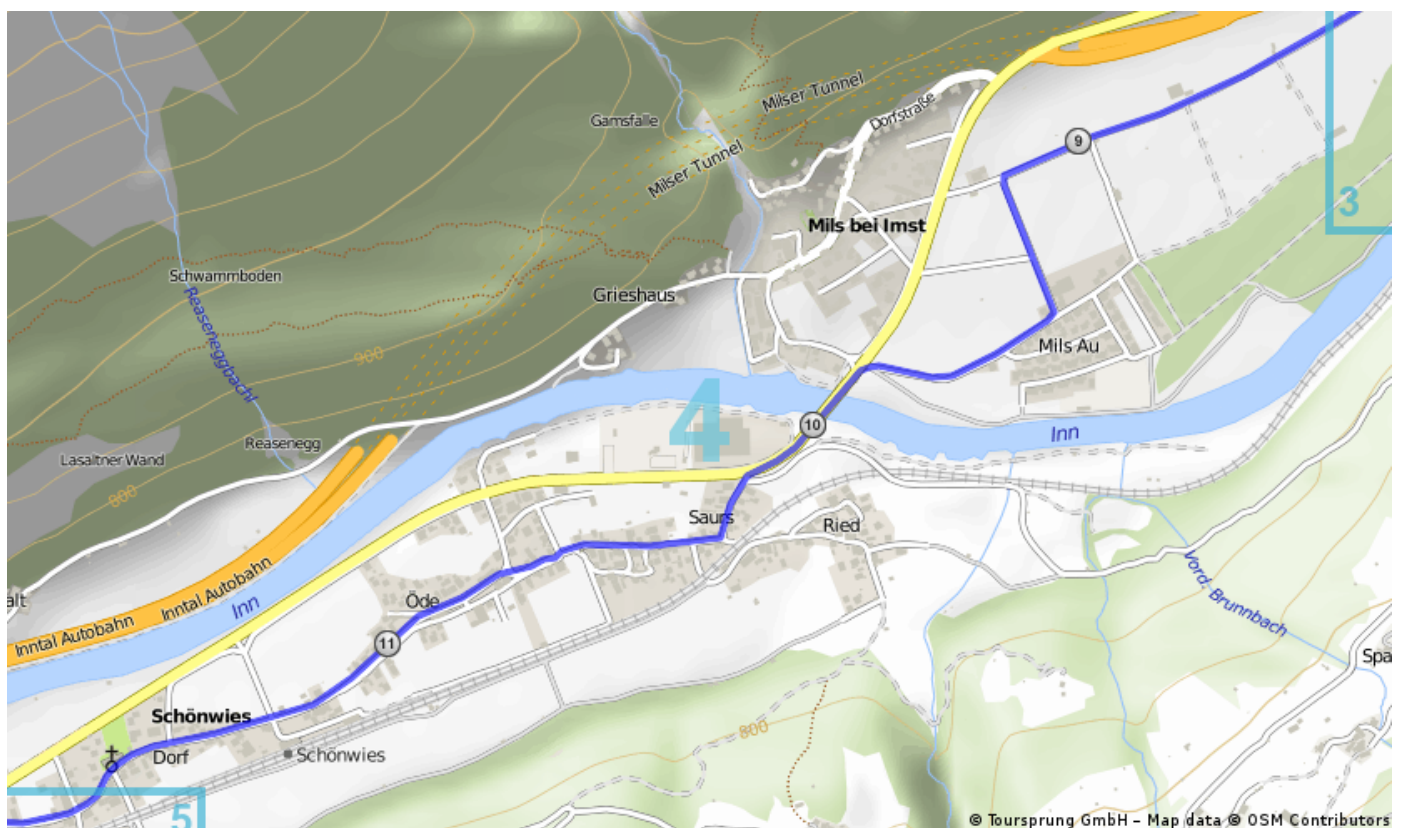 Milser Tunnel
Dorfstraße
Gamsfalle
9
Milser Tunnel
3
Mils bei Imst
Schwammboden
Reaseneggbachl
Grieshaus
900
Mils Au
4
10
Inn
Reasenegg
Lasaltner Wand
800
Saurs
Ried
Vord. Brunnbach
alt
Inntal Autobahn
Inn
Öde
Inntal Autobahn
11
Spa
Schönwies
800
Dorf
Schönwies
5
© Toursprung GmbH – Map data © OSM Contributors